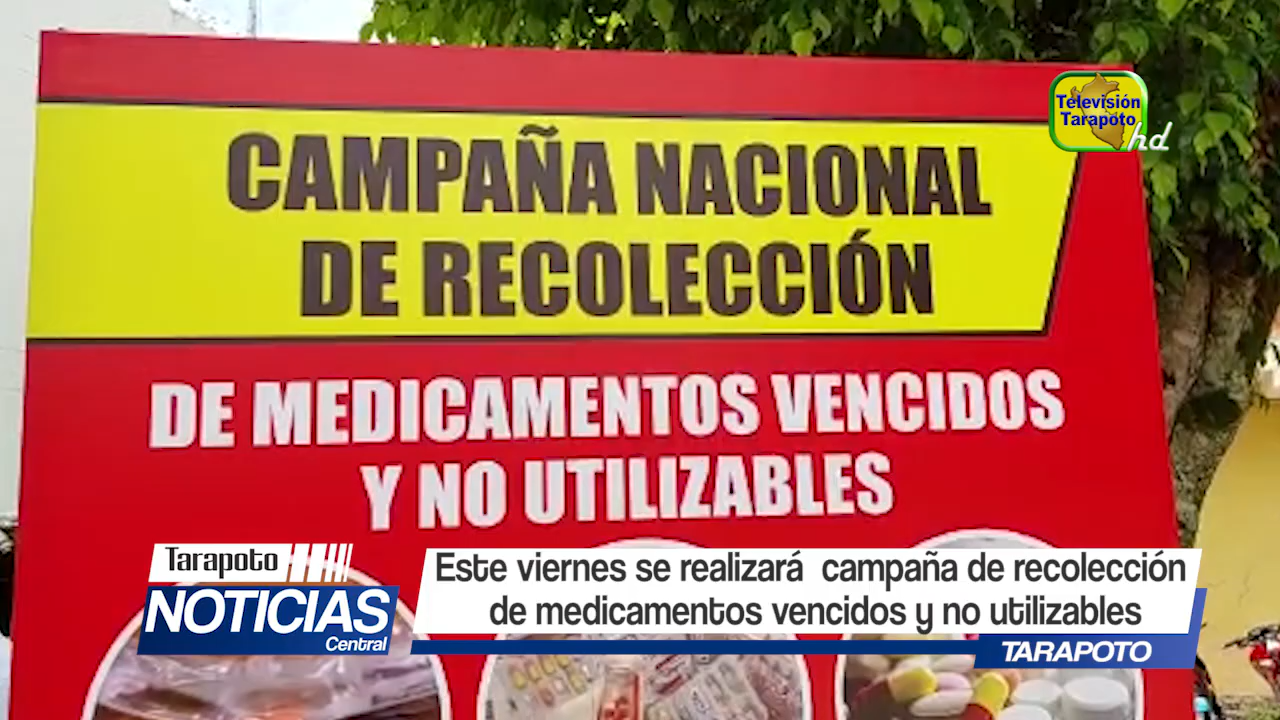 Televisión
Tarapoto
hd
CAMPAÑA NACIONAL
DE RECOLECCIÓN
DE MEDICAMENTOS VENCIDOS
Y NO UTILIZABLES
Tarapoto
NOTICIAS
Central
Este viernes se realizará campaña de recolección
de medicamentos vencidos y no utilizables
TARAPOTO